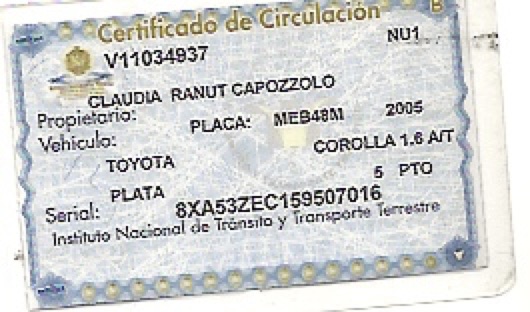 Certificado de Circulación B
V11034937 NU1
CLAUDIA RANUT CAPOZZOLO
Propietario:
PLACA: MEB48M 2005
Vehiculo:
TOYOTA COROLLA 1.6 A/T
PLATA 5 PTO
Serial: 8XA53ZEC159507016
Instituto Nacional de Tránsito y Transporte Terrestre